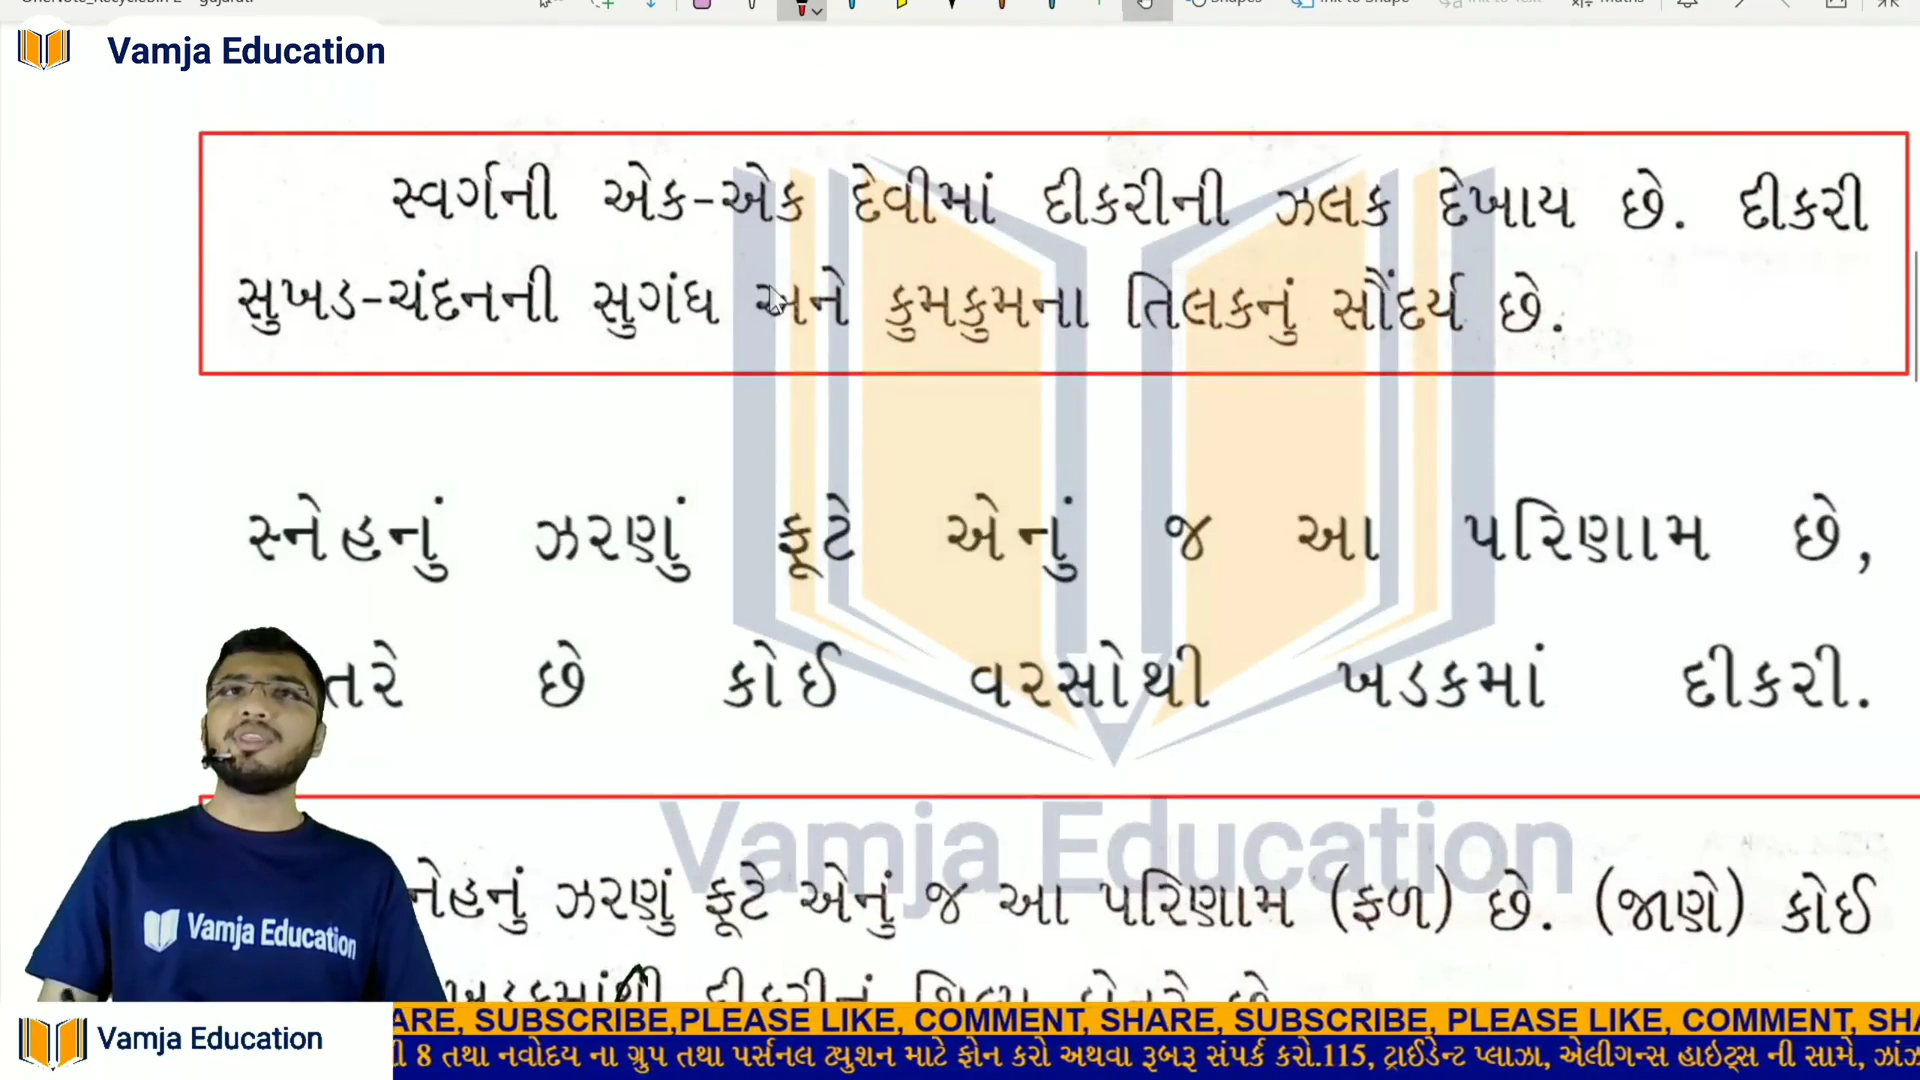 Vamja Education
સ્વર્ગની એક-એક દેવીમાં દીકરીની ઝલક દેખાય છે. દીકરી
સુખડ-ચંદનની સુગંધ અને કુમકુમના તિલકનું સૌંદર્ય છે.
સ્નેહનું ઝરણું ફૂટે એનું જ આ પરિણામ છે,
તરે છે કોઈ વરસોથી ખડકમાં દીકરી.
Vamja Education
નેહનું ઝરણું ફૂટે એનું જ આ પરિણામ (ફળ) છે. (જાણે) કોઈ
Vamja Education
ARE, SUBSCRIBE,PLEASE LIKE, COMMENT, SHARE, SUBSCRIBE, PLEASE LIKE, COMMENT, SHA
Vamja Education
ી 8 તથા નવોદય ના ગ્રુપ તથા પર્સનલ ટ્યુશન માટે ફોન કરો અથવા રૂબરૂ સંપર્ક કરો.115, ટ્રાઈડેન્ટ પ્લાઝા, એલીગન્સ હાઇટ્સ ની સામે,